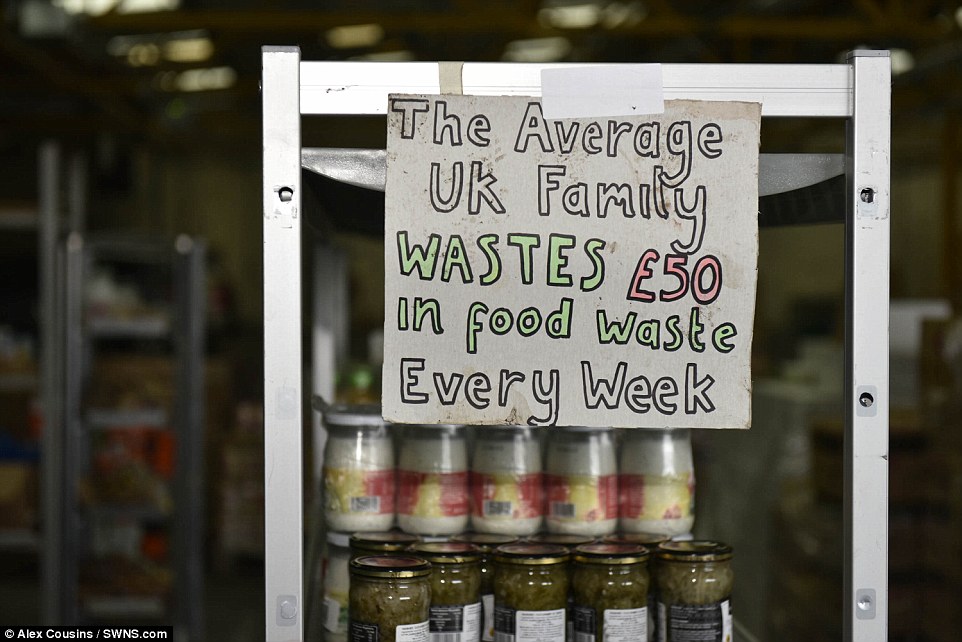 The Average
UK Family
WASTES £50
in food waste
Every Week
© Alex Cousins / SWNS.com